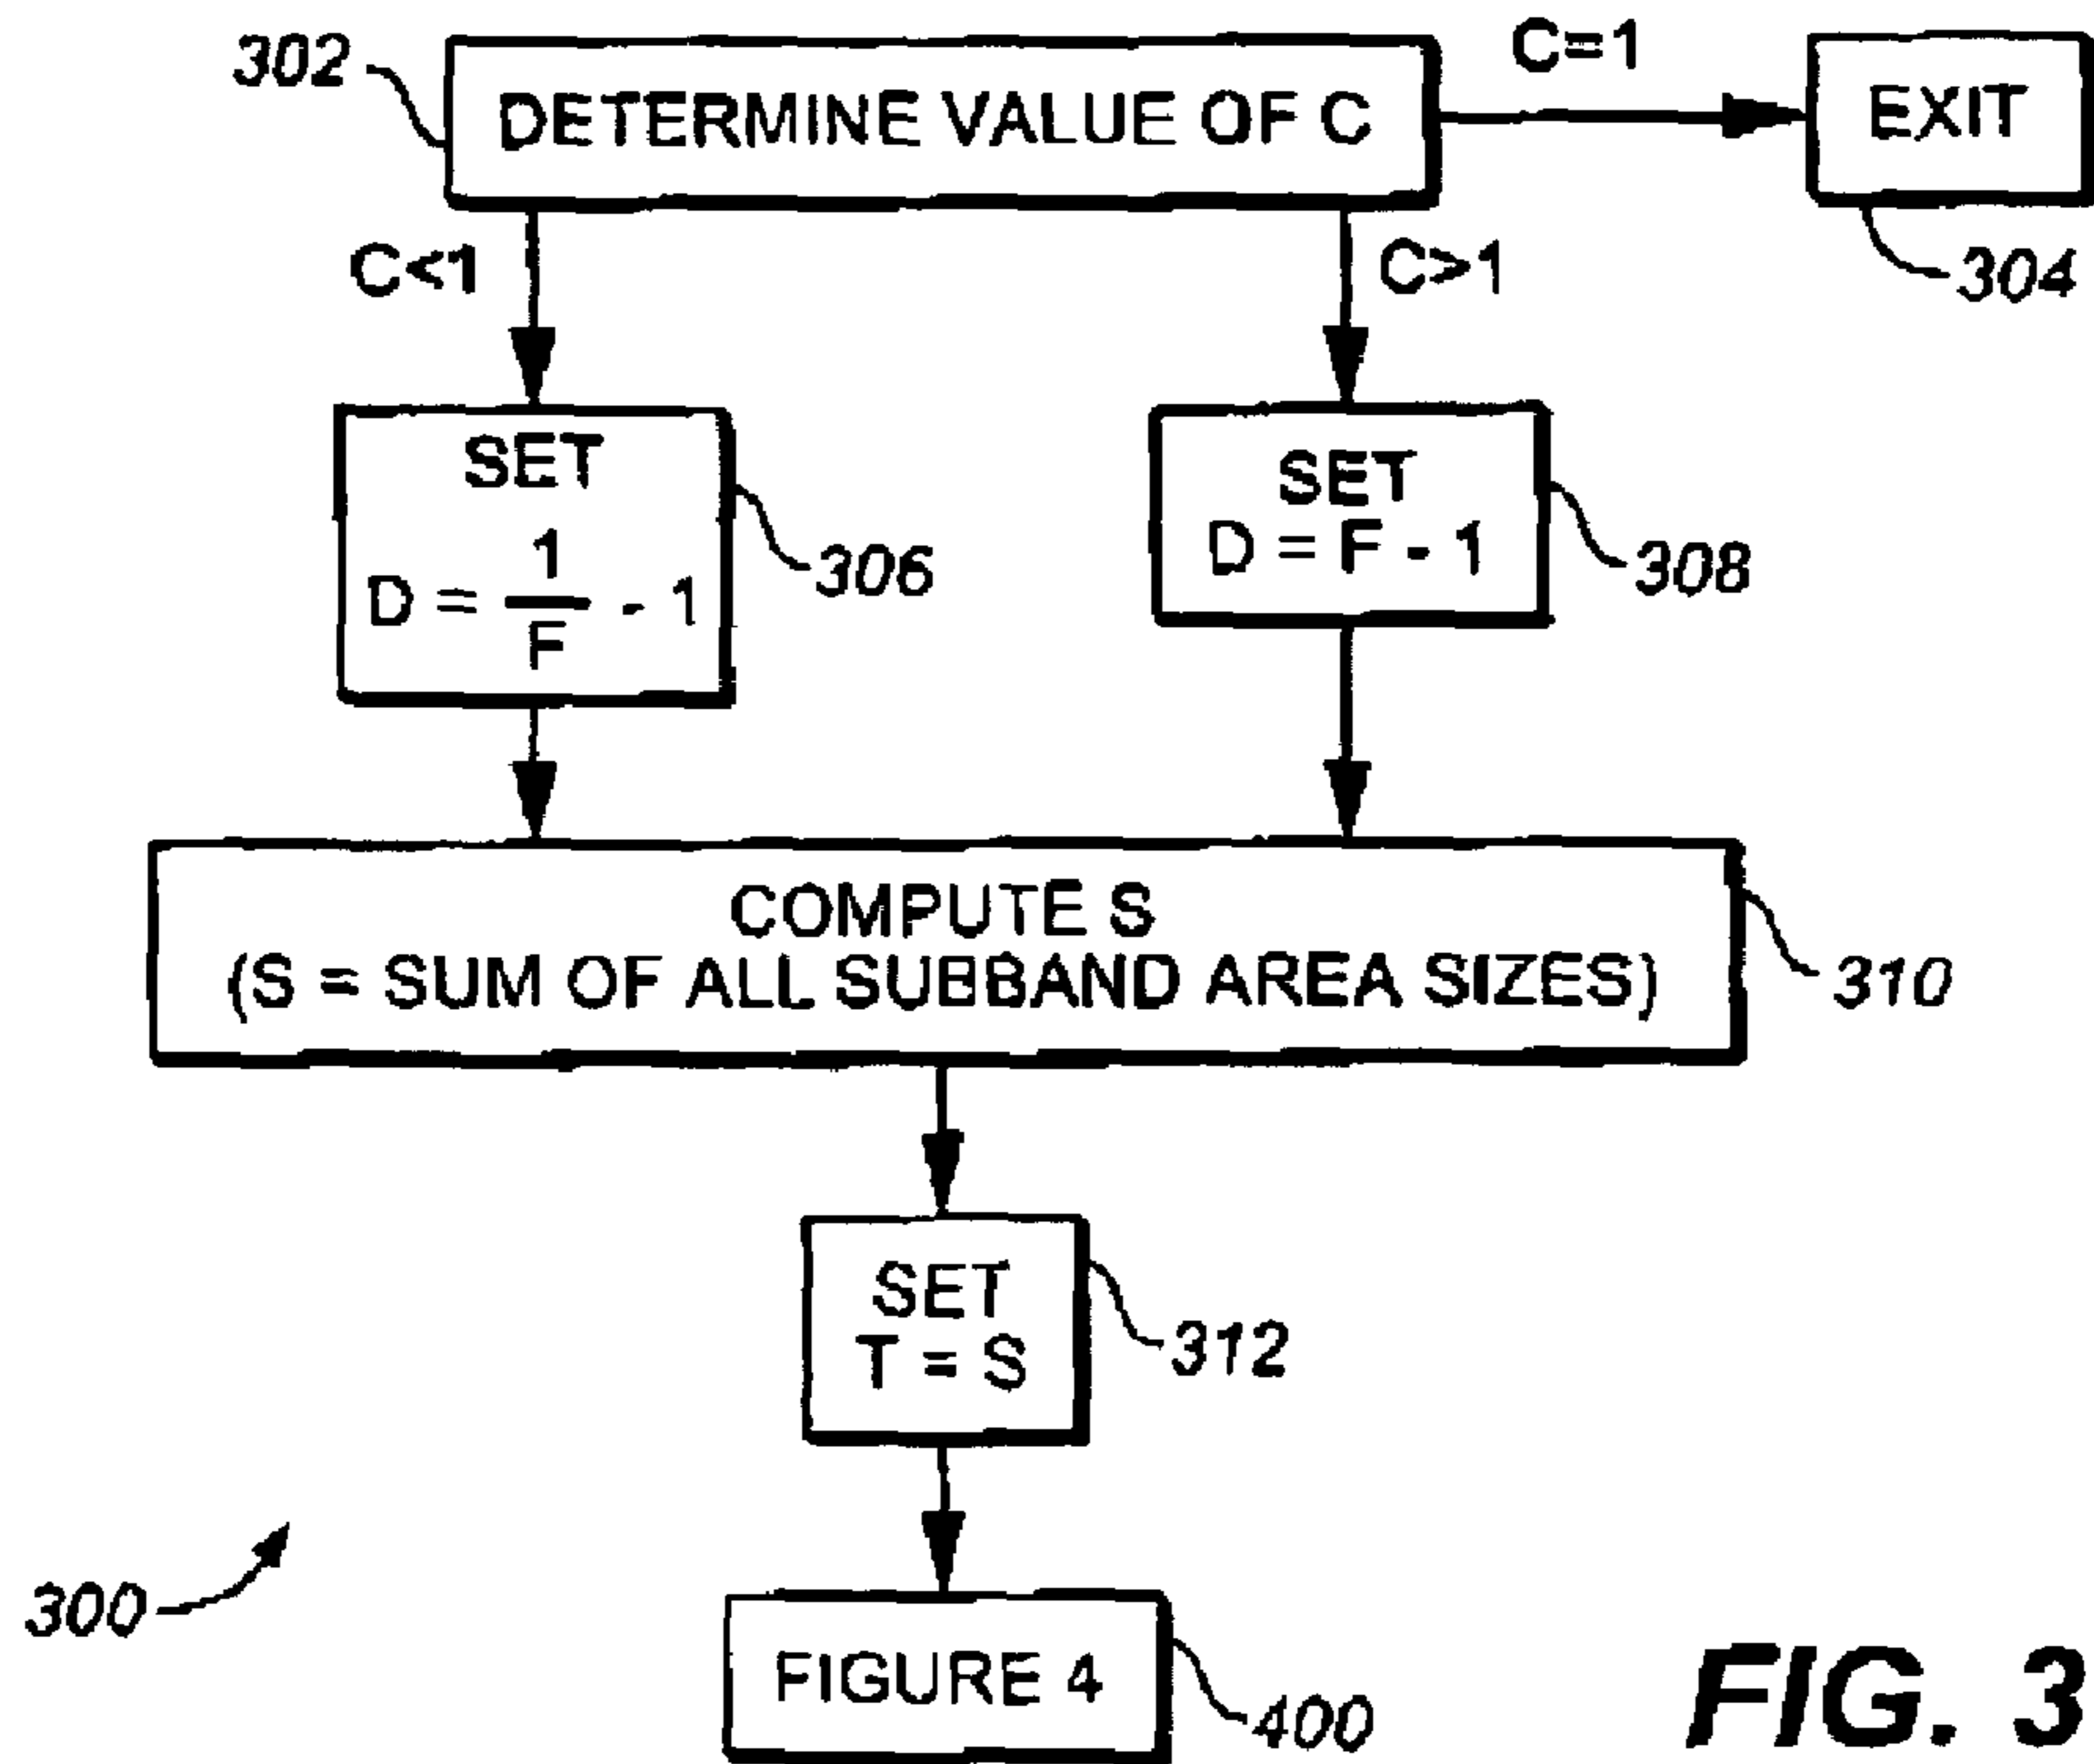 302
DETERMINE VALUE OF C
C=1
EXIT
304
C<1
C>1
SET
D = 1/F - 1
306
SET
D = F - 1
308
COMPUTE S
(S = SUM OF ALL SUBBAND AREA SIZES)
310
SET
T = S
312
300
FIGURE 4
400
FIG. 3